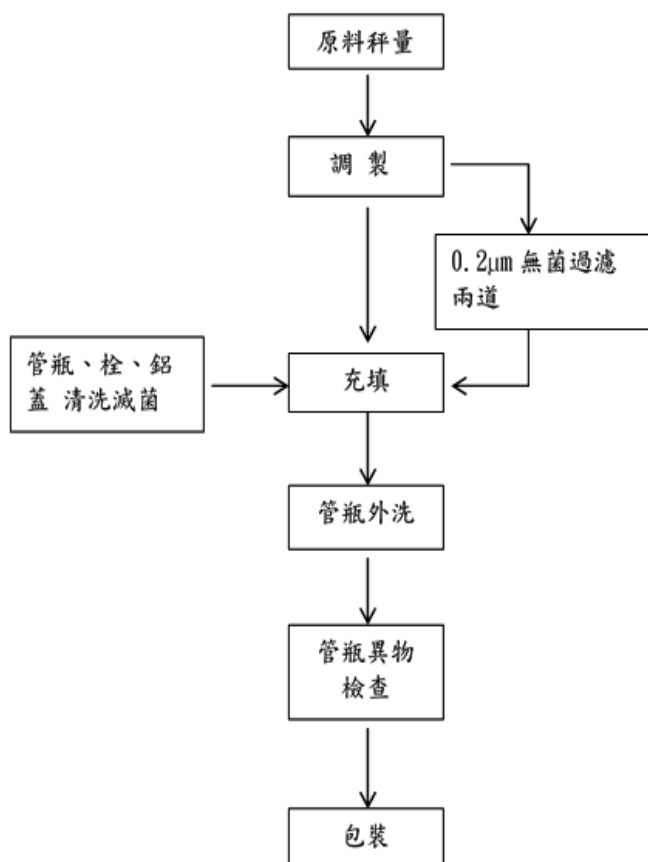 原料秤量
調 製
0.2μm 無菌過濾
兩道
管瓶、栓、鋁
蓋 清洗滅菌
充填
管瓶外洗
管瓶異物
檢查
包裝